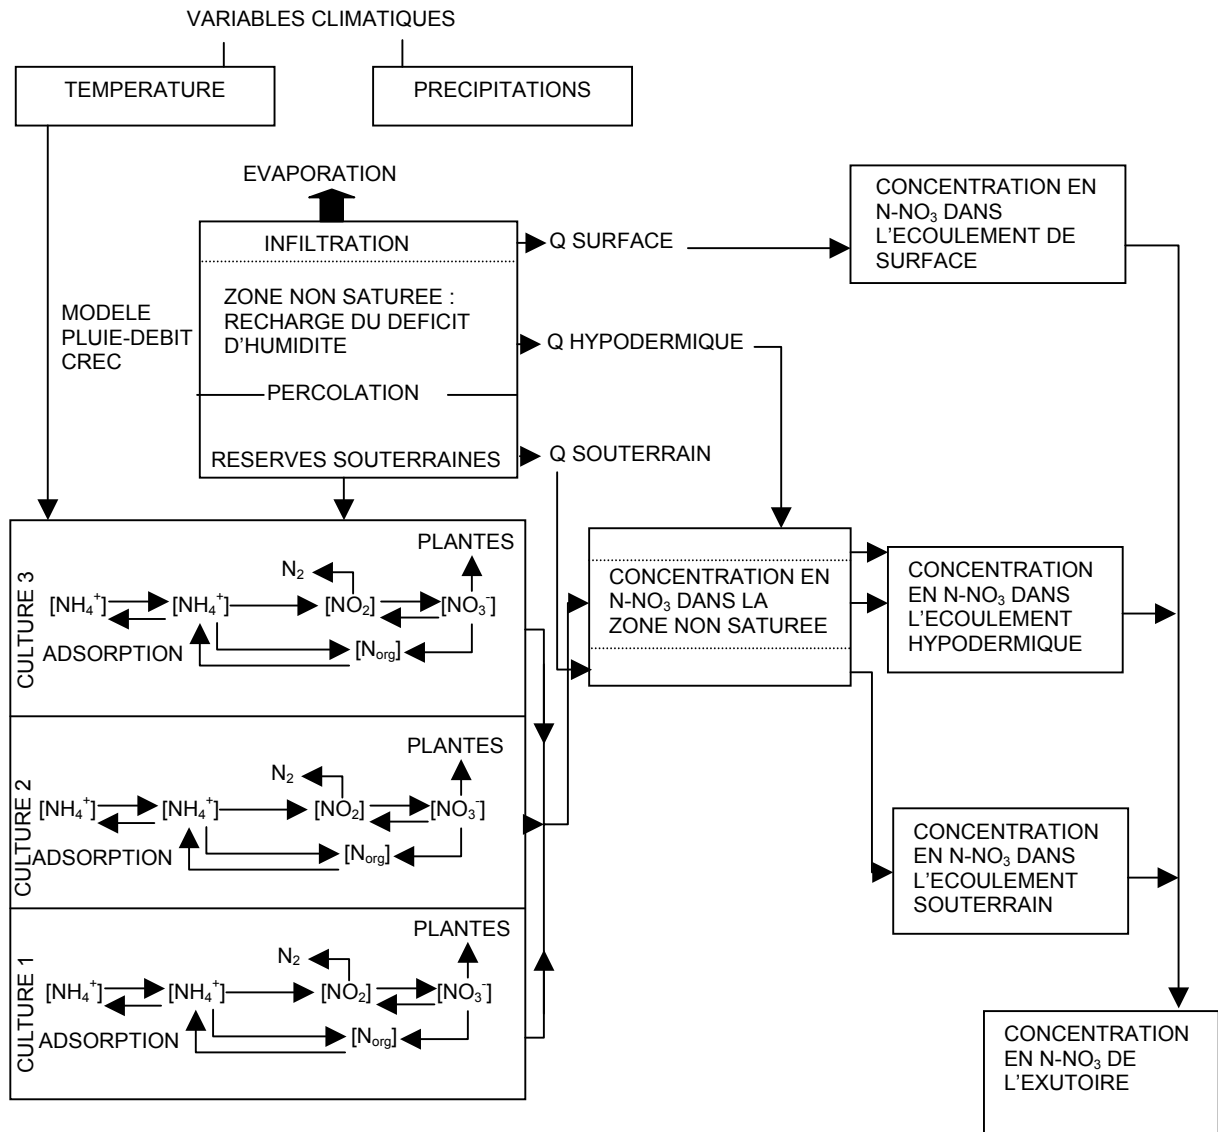 VARIABLES CLIMATIQUES
TEMPERATURE
PRECIPITATIONS
EVAPORATION
INFILTRATION
ZONE NON SATUREE :
RECHARGE DU DEFICIT
D'HUMIDITE
PERCOLATION
RESERVES SOUTERRAINES
MODELE
PLUIE-DEBIT
CREC
Q SURFACE
Q HYPODERMIQUE
Q SOUTERRAIN
CONCENTRATION EN
N-NO₃ DANS
L'ECOULEMENT DE
SURFACE
CULTURE 3
PLANTES
N₂
[NH₄⁺] [NH₄⁺] [NO₂] [NO₃⁻]
ADSORPTION [N_org]
CULTURE 2
PLANTES
N₂
[NH₄⁺] [NH₄⁺] [NO₂] [NO₃⁻]
ADSORPTION [N_org]
CULTURE 1
PLANTES
N₂
[NH₄⁺] [NH₄⁺] [NO₂] [NO₃⁻]
ADSORPTION [N_org]
CONCENTRATION EN
N-NO₃ DANS LA
ZONE NON SATUREE
CONCENTRATION
EN N-NO₃ DANS
L'ECOULEMENT
HYPODERMIQUE
CONCENTRATION
EN N-NO₃ DANS
L'ECOULEMENT
SOUTERRAIN
CONCENTRATION
EN N-NO₃ DE
L'EXUTOIRE